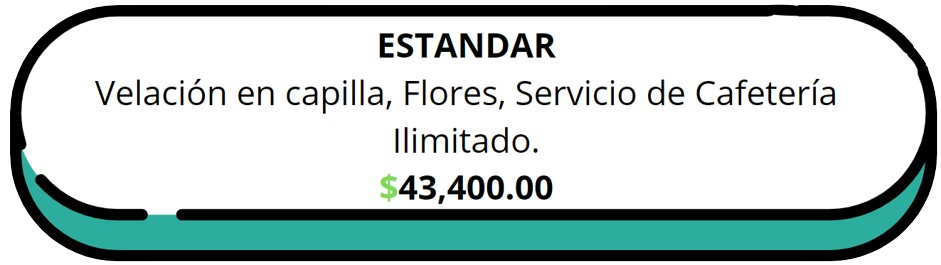 ESTANDAR
Velación en capilla, Flores, Servicio de Cafetería
Ilimitado.
$43,400.00